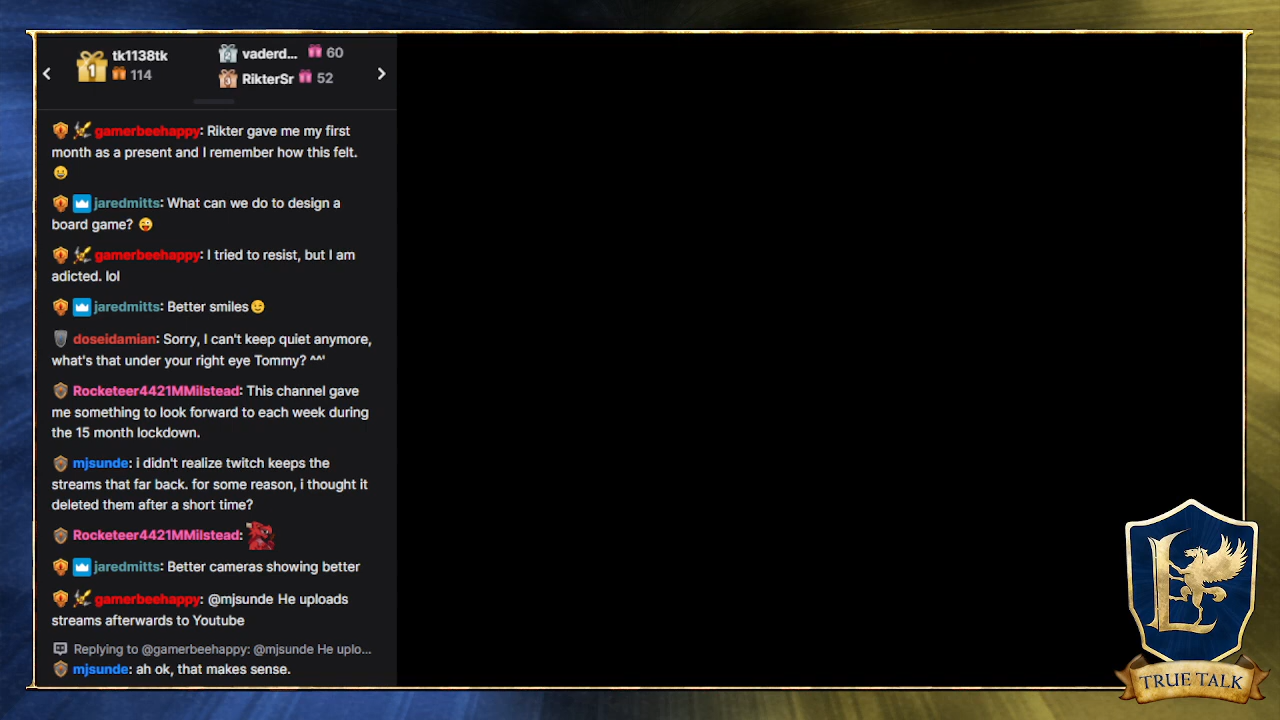 tk1138tk
1 114
vaderd... 60
3 RikterSr 52
gamerbeehappy: Rikter gave me my first
month as a present and I remember how this felt.
jaredmitts: What can we do to design a
board game?
gamerbeehappy: I tried to resist, but I am
adicted. lol
jaredmitts: Better smiles
doseidamian: Sorry, I can't keep quiet anymore,
what's that under your right eye Tommy? ^^'
Rocketeer4421MMilstead: This channel gave
me something to look forward to each week during
the 15 month lockdown.
mjsunde: i didn't realize twitch keeps the
streams that far back. for some reason, i thought it
deleted them after a short time?
Rocketeer4421MMilstead:
jaredmitts: Better cameras showing better
gamerbeehappy: @mjsunde He uploads
streams afterwards to Youtube
Replying to @gamerbeehappy: @mjsunde He uplo...
mjsunde: ah ok, that makes sense.
L
TRUE TALK